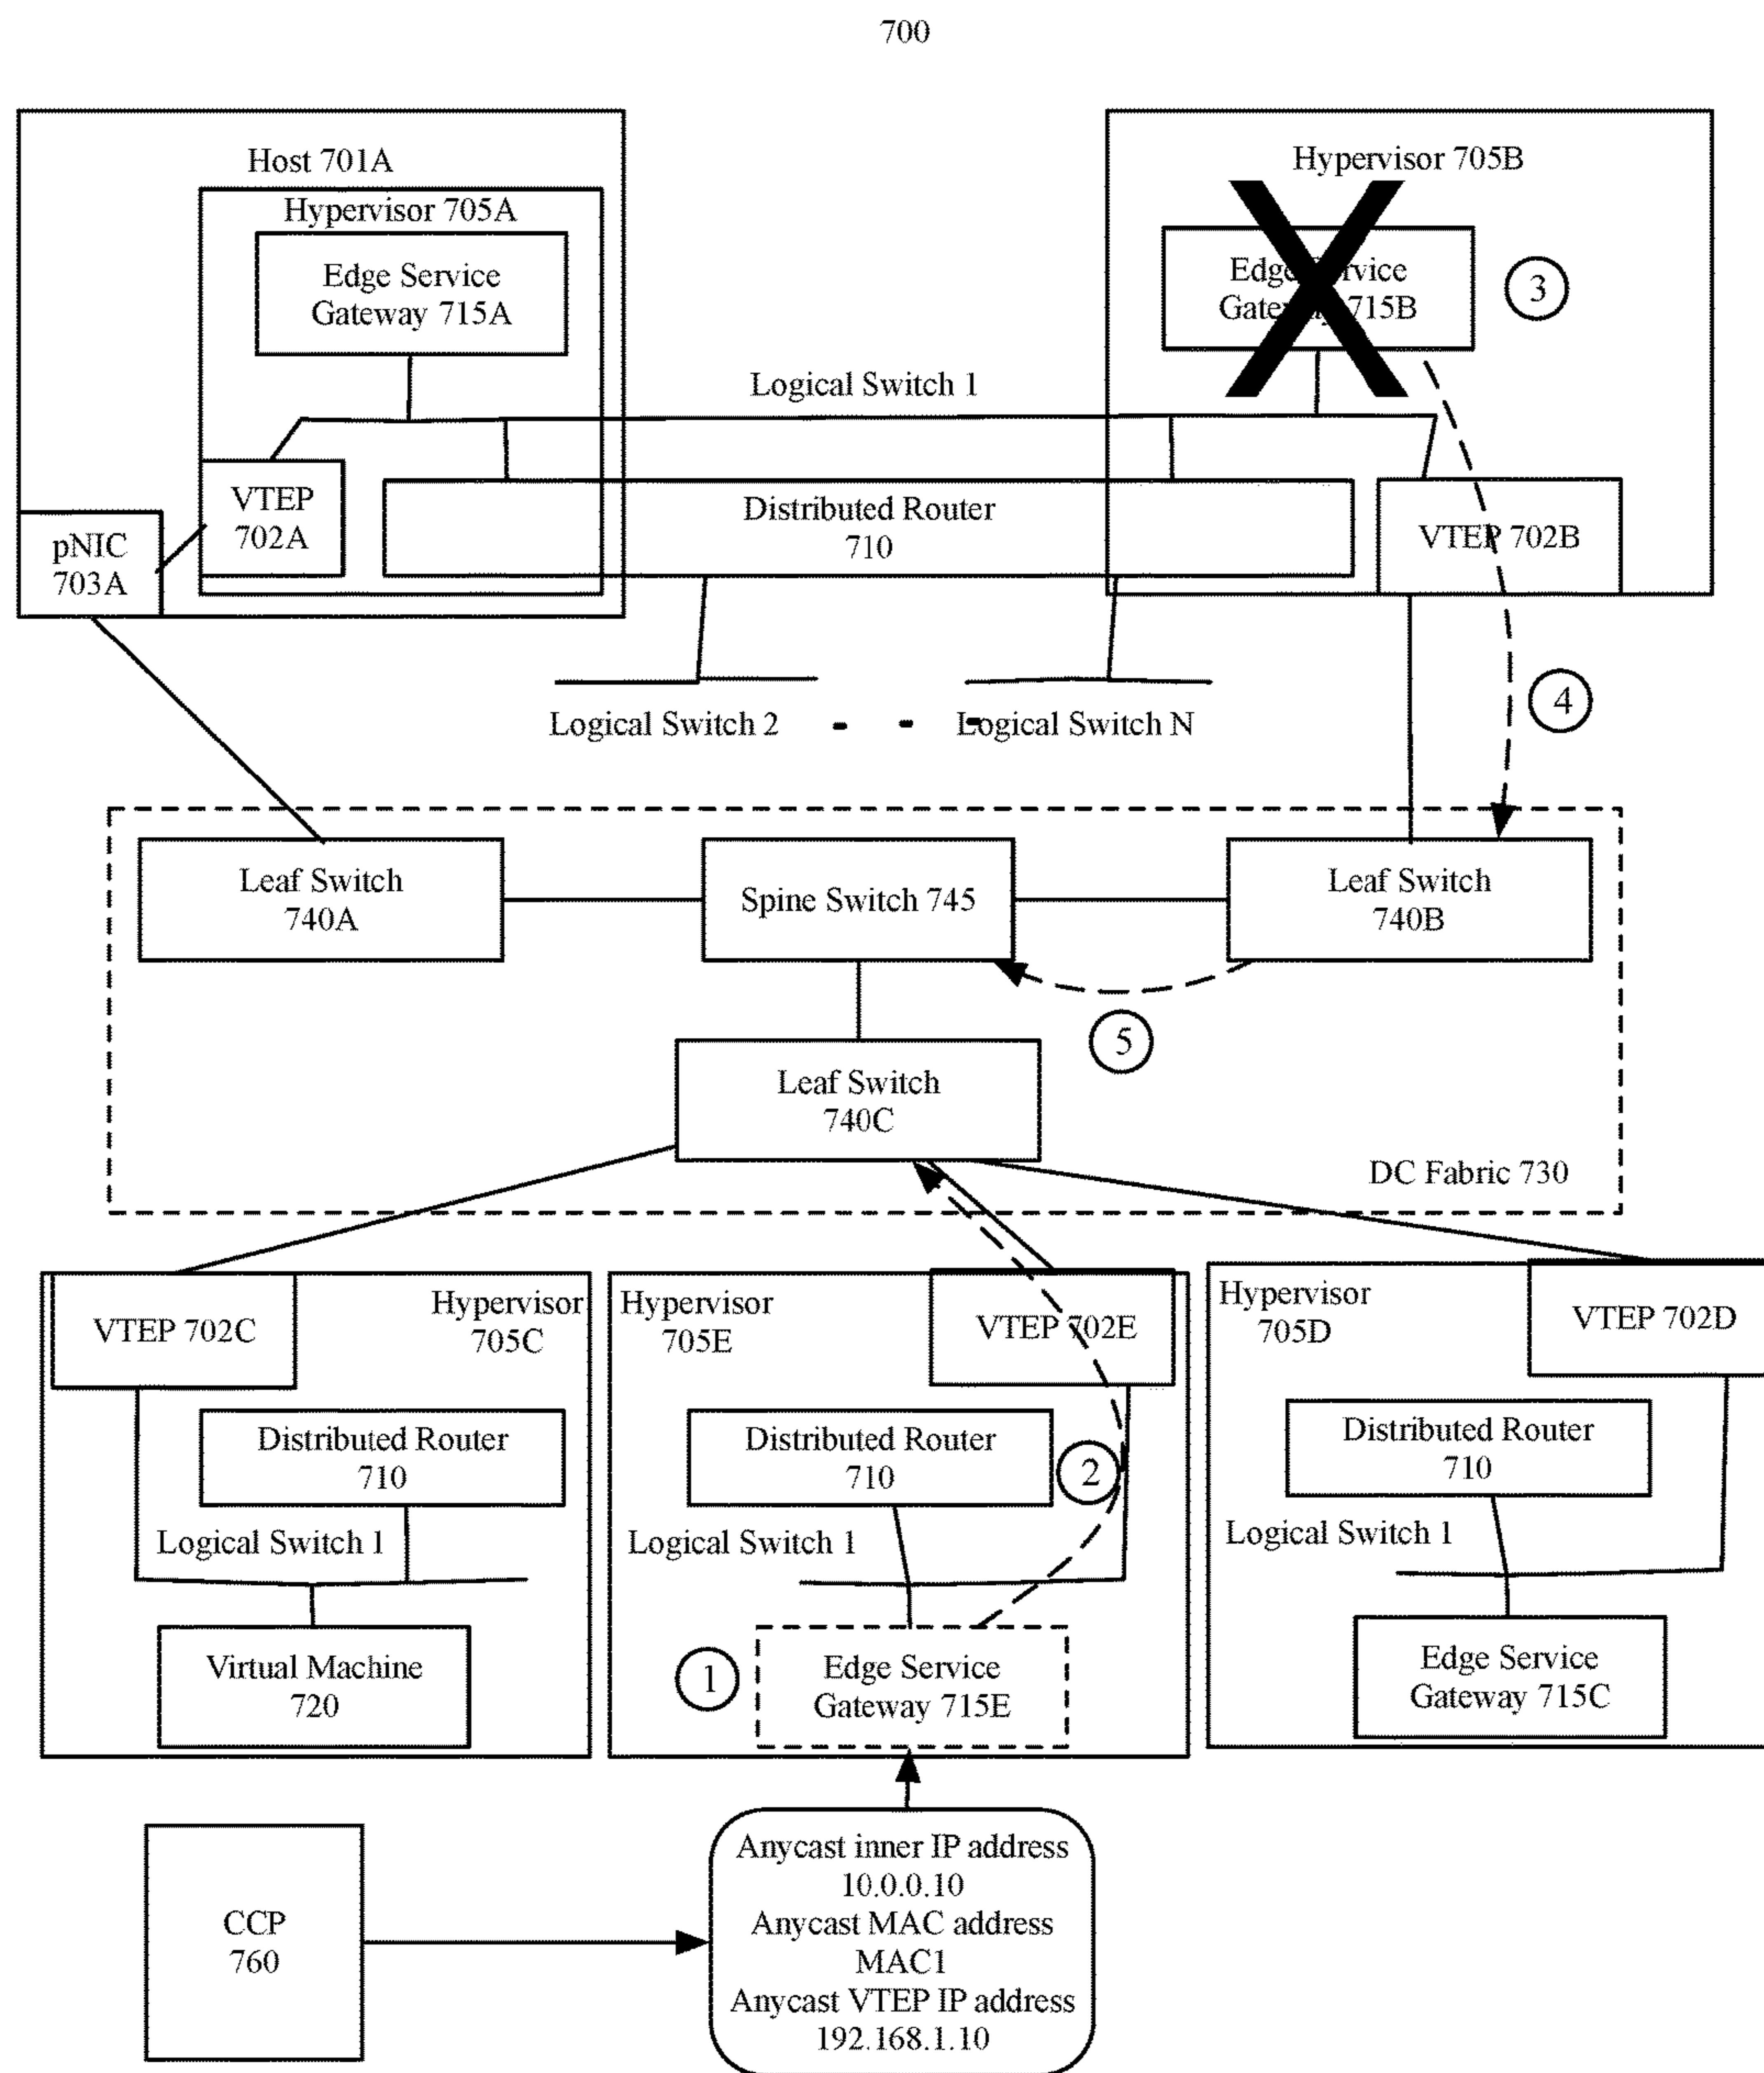 700
Host 701A
Hypervisor 705A
Edge Service
Gateway 715A
Hypervisor 705B
Edge Service
Gateway 715B
3
Logical Switch 1
VTEP
702A
pNIC
703A
Distributed Router
710
VTEP 702B
Logical Switch 2
Logical Switch N
4
Leaf Switch
740A
Spine Switch 745
Leaf Switch
740B
5
Leaf Switch
740C
DC Fabric 730
VTEP 702C
Hypervisor
705C
Distributed Router
710
Logical Switch 1
Virtual Machine
720
Hypervisor
705E
VTEP 702E
Distributed Router
710
2
Logical Switch 1
1
Edge Service
Gateway 715E
Hypervisor
705D
VTEP 702D
Distributed Router
710
Logical Switch 1
Edge Service
Gateway 715C
CCP
760
Anycast inner IP address
10.0.0.10
Anycast MAC address
MAC1
Anycast VTEP IP address
192.168.1.10